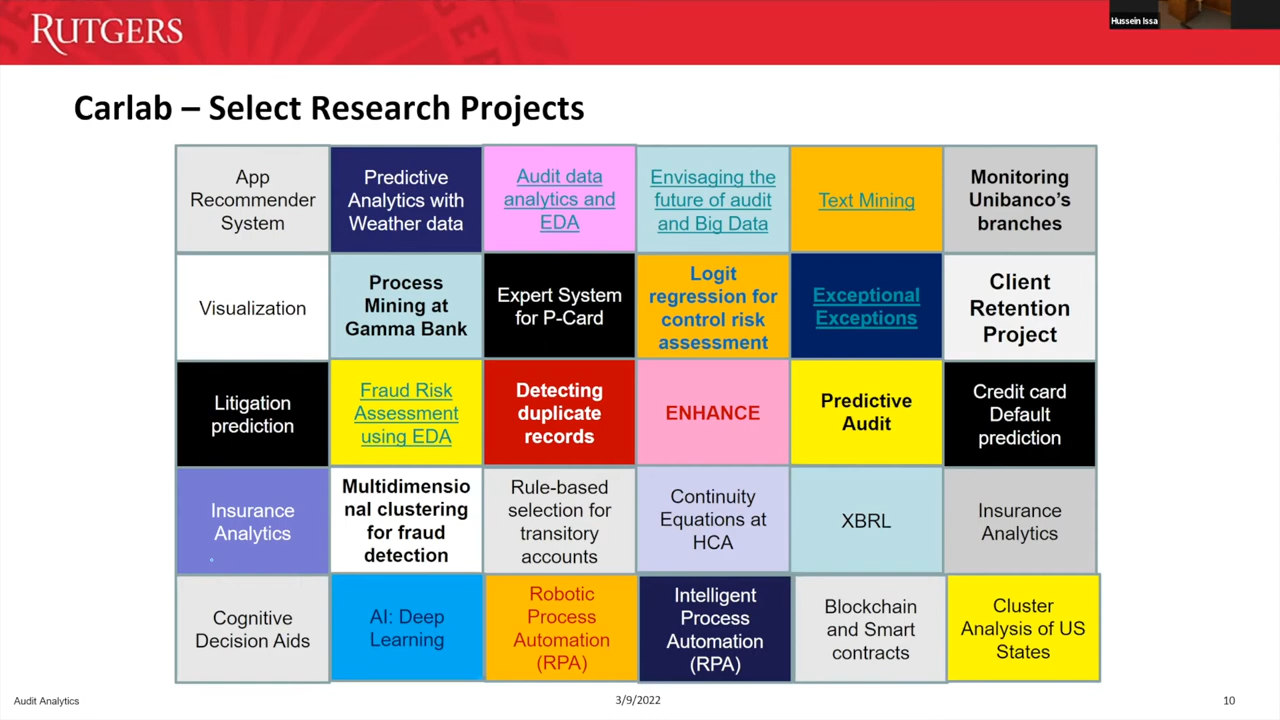 RUTGERS
Hussein Issa
Carlab – Select Research Projects
App
Recommender
System
Predictive
Analytics with
Weather data
Audit data
analytics and
EDA
Envisaging the
future of audit
and Big Data
Text Mining
Monitoring
Unibanco's
branches
Visualization
Process
Mining at
Gamma Bank
Expert System
for P-Card
Logit
regression for
control risk
assessment
Exceptional
Exceptions
Client
Retention
Project
Litigation
prediction
Fraud Risk
Assessment
using EDA
Detecting
duplicate
records
ENHANCE
Predictive
Audit
Credit card
Default
prediction
Insurance
Analytics
Multidimensio
nal clustering
for fraud
detection
Rule-based
selection for
transitory
accounts
Continuity
Equations at
HCA
XBRL
Insurance
Analytics
Cognitive
Decision Aids
AI: Deep
Learning
Robotic
Process
Automation
(RPA)
Intelligent
Process
Automation
(RPA)
Blockchain
and Smart
contracts
Cluster
Analysis of US
States
Audit Analytics
3/9/2022
10